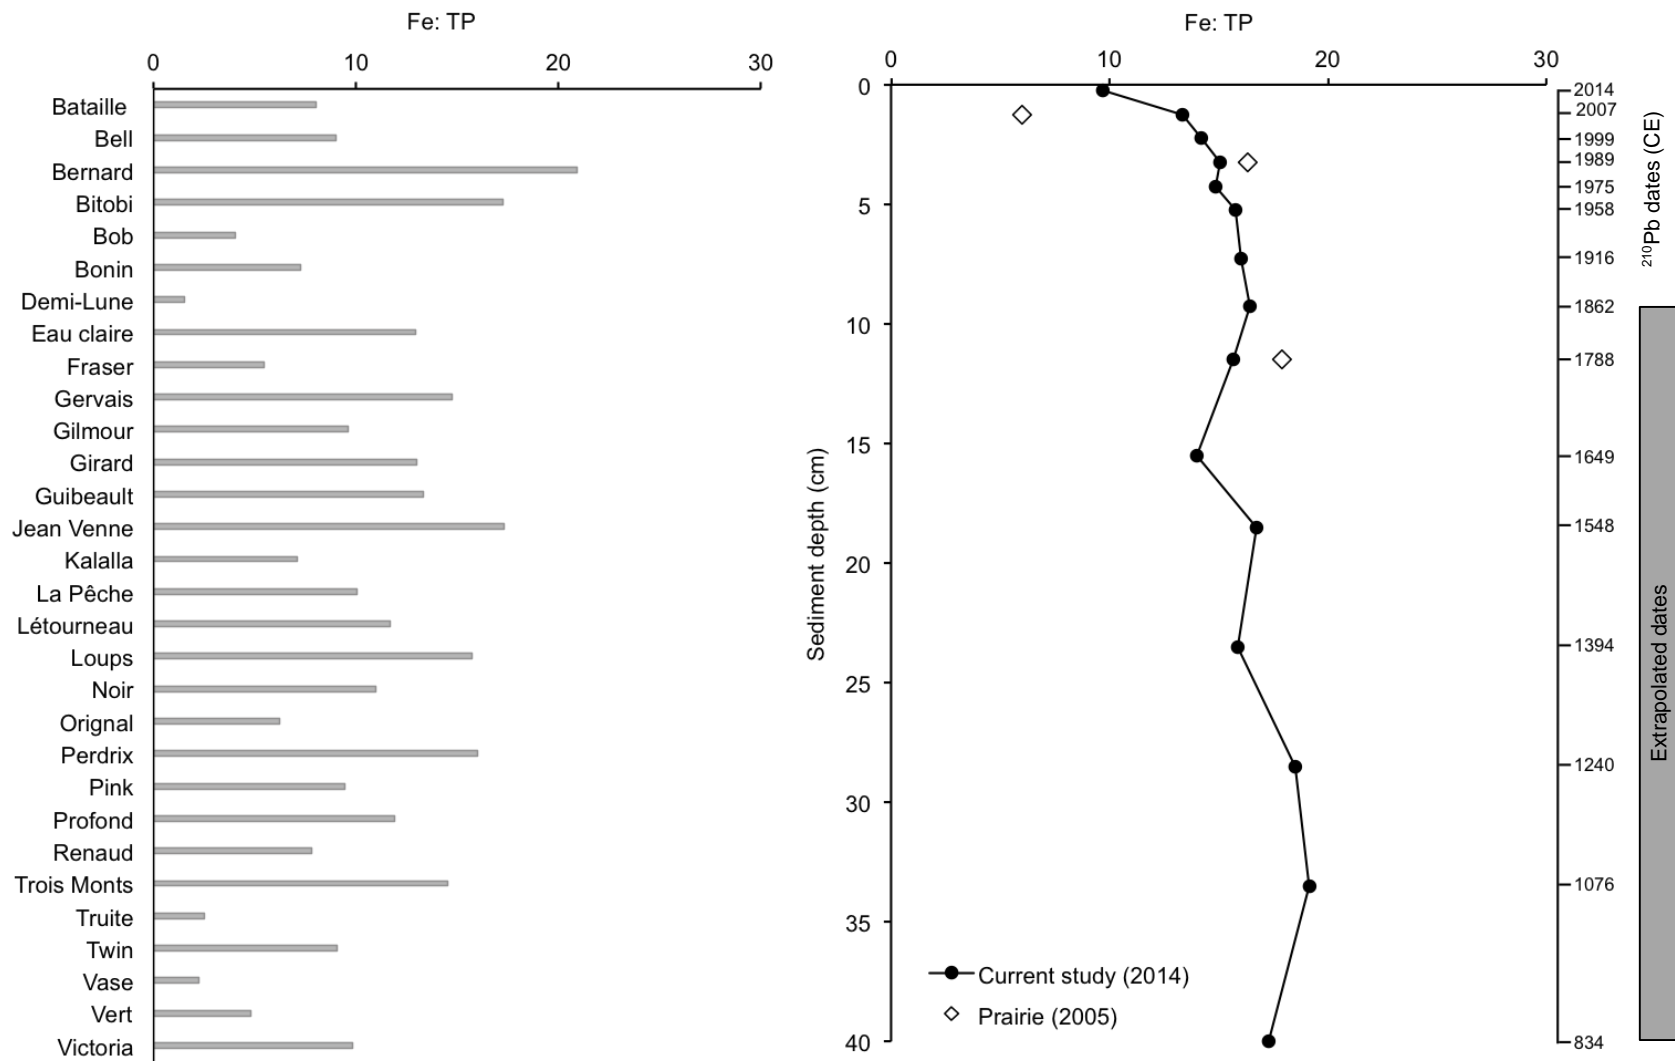 Fe: TP
0 10 20 30
Bataille
Bell
Bernard
Bitobi
Bob
Bonin
Demi-Lune
Eau claire
Fraser
Gervais
Gilmour
Girard
Guibeault
Jean Venne
Kalalla
La Pêche
Létourneau
Loups
Noir
Orignal
Perdrix
Pink
Profond
Renaud
Trois Monts
Truite
Twin
Vase
Vert
Victoria
Fe: TP
0 10 20 30
Sediment depth (cm)
0
5
10
15
20
25
30
35
40
Current study (2014)
Prairie (2005)
2014
2007
1999
1989
1975
1958
1916
1862
1788
1649
1548
1394
1240
1076
834
²¹⁰Pb dates (CE)
Extrapolated dates